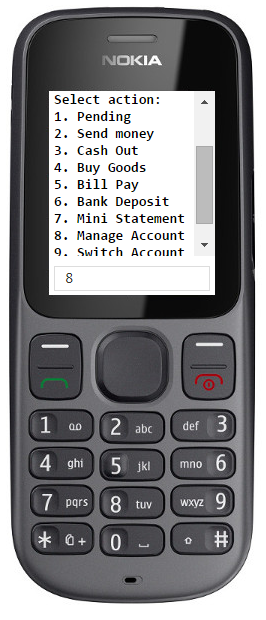 NOKIA
Select action:
1. Pending
2. Send money
3. Cash Out
4. Buy Goods
5. Bill Pay
6. Bank Deposit
7. Mini Statement
8. Manage Account
9. Switch Account
8
1 2 abc def 3
4 ghi 5 jkl mno 6
7 pqrs 8 tuv wxyz 9
* + 0 #